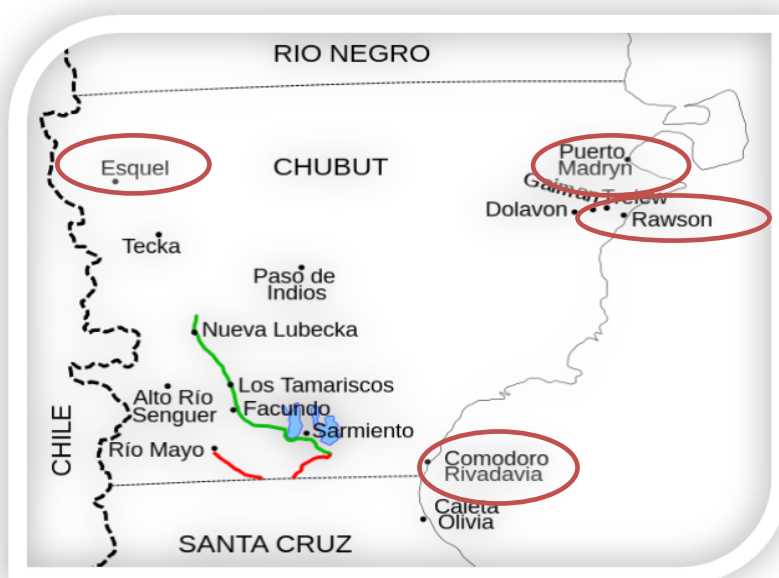 RIO NEGRO
Esquel
CHUBUT
Puerto
Madryn
Gaiman
Trelew
Dolavon
Rawson
Tecka
Paso de
Indios
Nueva Lubecka
Los Tamariscos
Alto Río
Senguer
Facundo
Sarmiento
CHILE
Río Mayo
Comodoro
Rivadavia
Caleta
Olivia
SANTA CRUZ